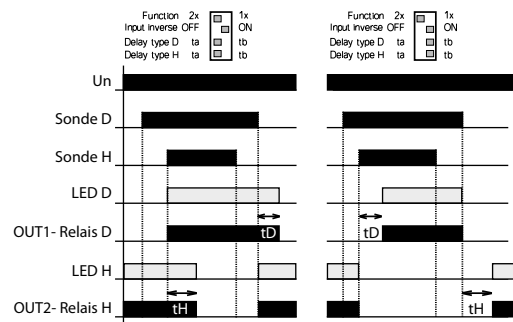 Function 2x 1x Function 2x 1x
Input inverse OFF ON Input inverse OFF ON
Delay type D ta tb Delay type D ta tb
Delay type H ta tb Delay type H ta tb
Un
Sonde D
Sonde H
LED D
OUT1- Relais D tD tD
LED H
OUT2- Relais H tH tH